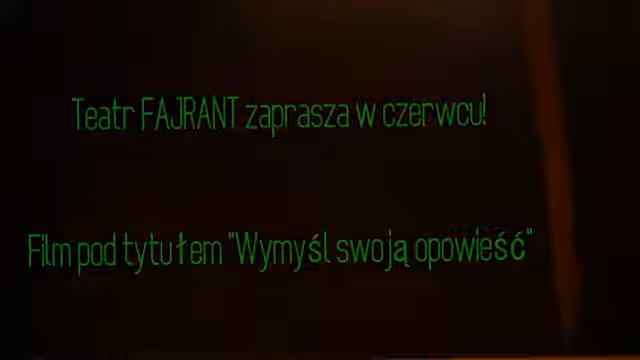 Teatr FAJRANT zaprasza w czerwcu!
Film pod tytułem "Wymyśl swoją opowieść"